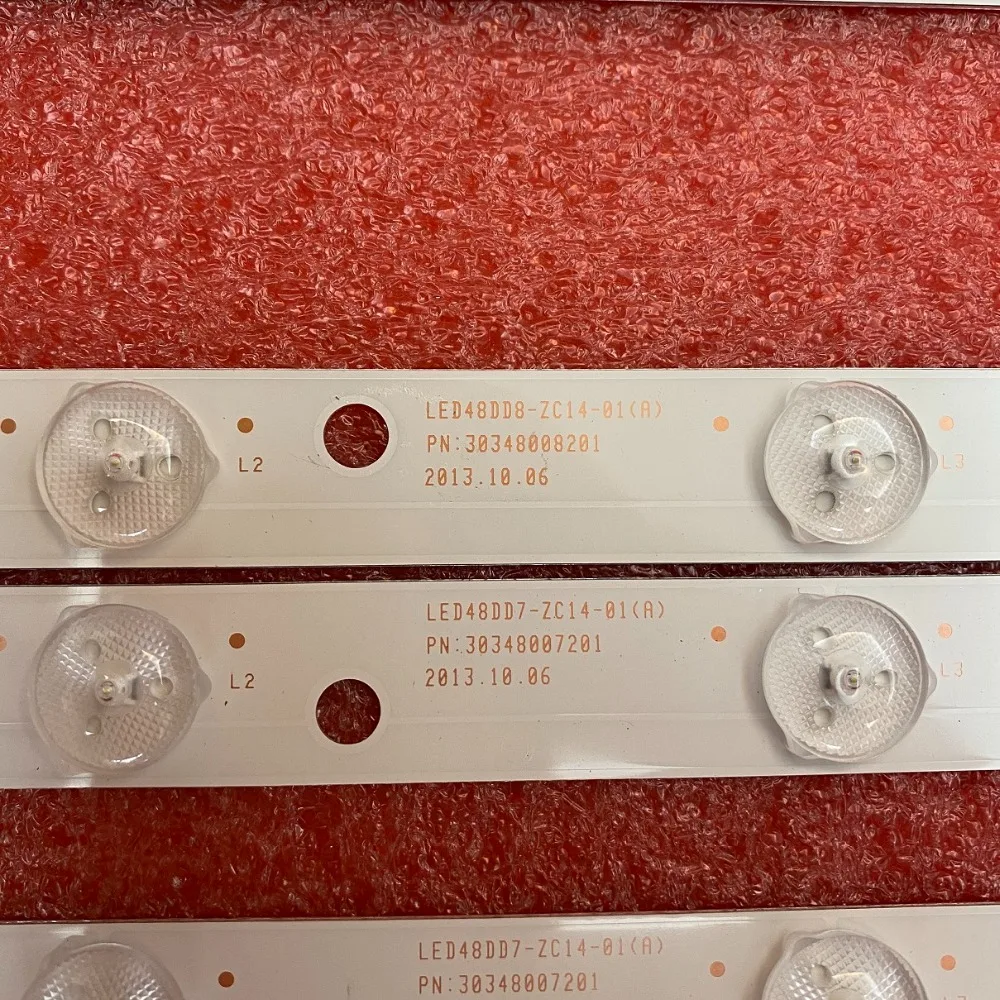 LED48DD8-ZC14-01(A)
PN:30348008201
2013.10.06
L2
L3
LED48DD7-ZC14-01(A)
PN:30348007201
2013.10.06
L2
L3
LED48DD7-ZC14-01(A)
PN:30348007201